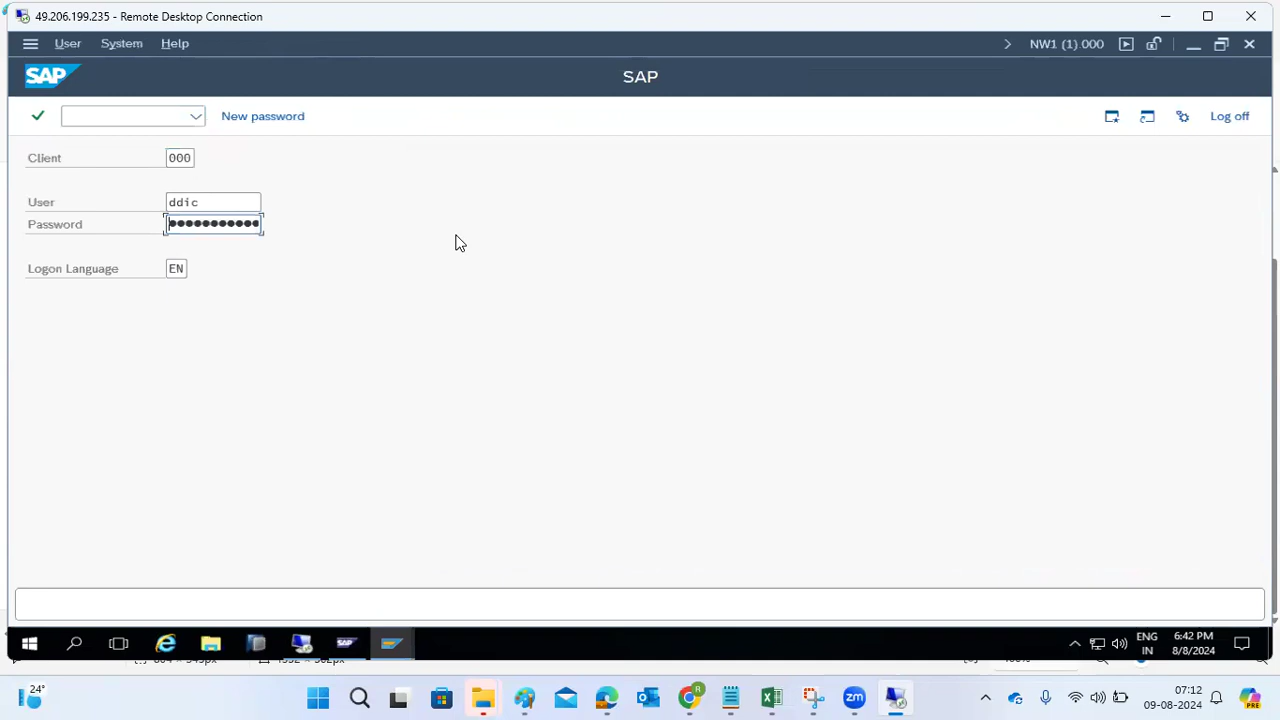 49.206.199.235 - Remote Desktop Connection
User System Help NW1 (1) 000
SAP SAP
New password Log off
Client 000
User ddic
Password
Logon Language EN
ENG 6:42 PM
IN 8/8/2024
24° 07:12
09-08-2024